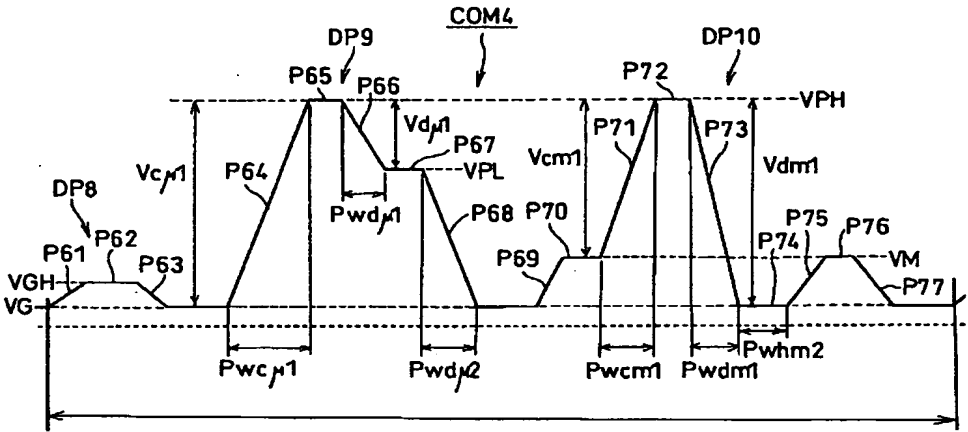 COM4
DP9
DP10
P65
P66
P72
VPH
Vdμ1
P71
P73
Vcμ1
P64
P67
VPL
Vcm1
Vdm1
DP8
Pwdμ1
P68
P70
P74
P75
P76
P61
P62
P63
P69
VGH
VM
P77
VG
Pwcμ1
Pwdμ2
Pwcm1
Pwdm1
Pwhm2